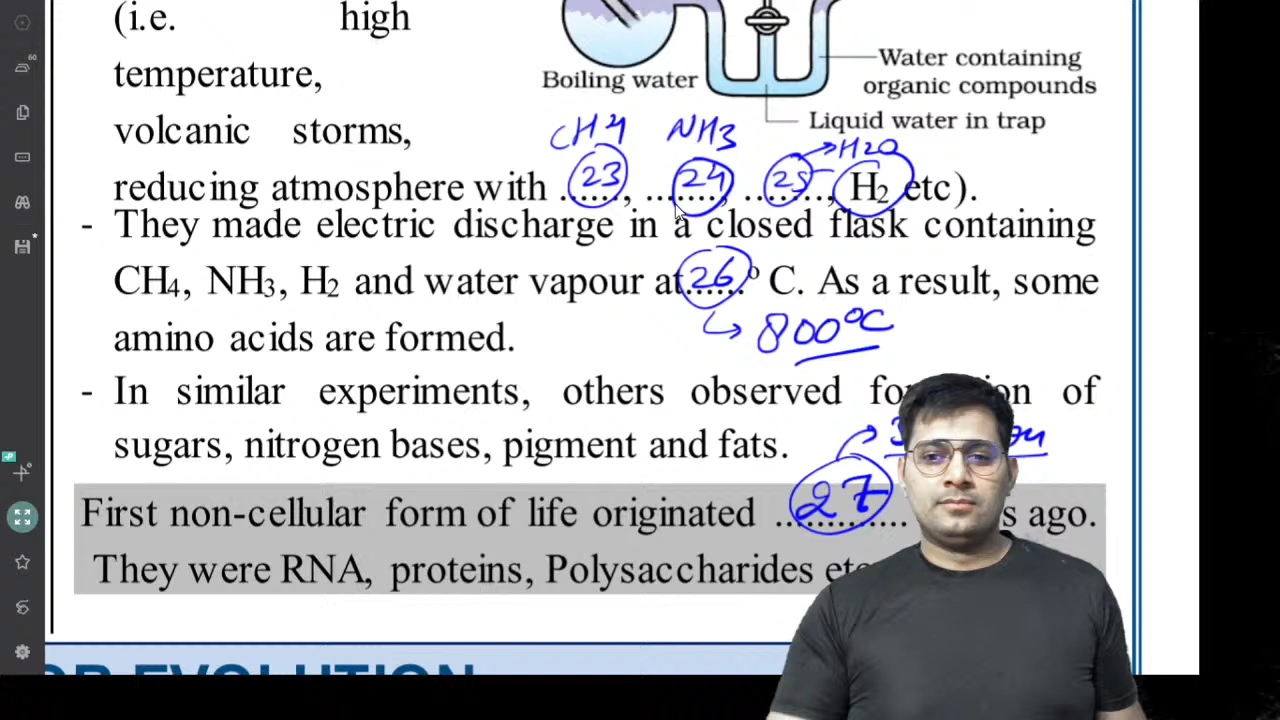 (i.e. high
temperature,
volcanic storms,
Boiling water
Water containing
organic compounds
Liquid water in trap
CH4 NH3 H2O
23 24 25
reducing atmosphere with ......, ........, ........, H2 etc).
- They made electric discharge in a closed flask containing
26
CH4, NH3, H2 and water vapour at......º C. As a result, some
800°C
amino acids are formed.
- In similar experiments, others observed of
sugars, nitrogen bases, pigment and fats.
27
First non-cellular form of life originated ............. ago.
They were RNA, proteins, Polysaccharides etc
EVOLUTION
60